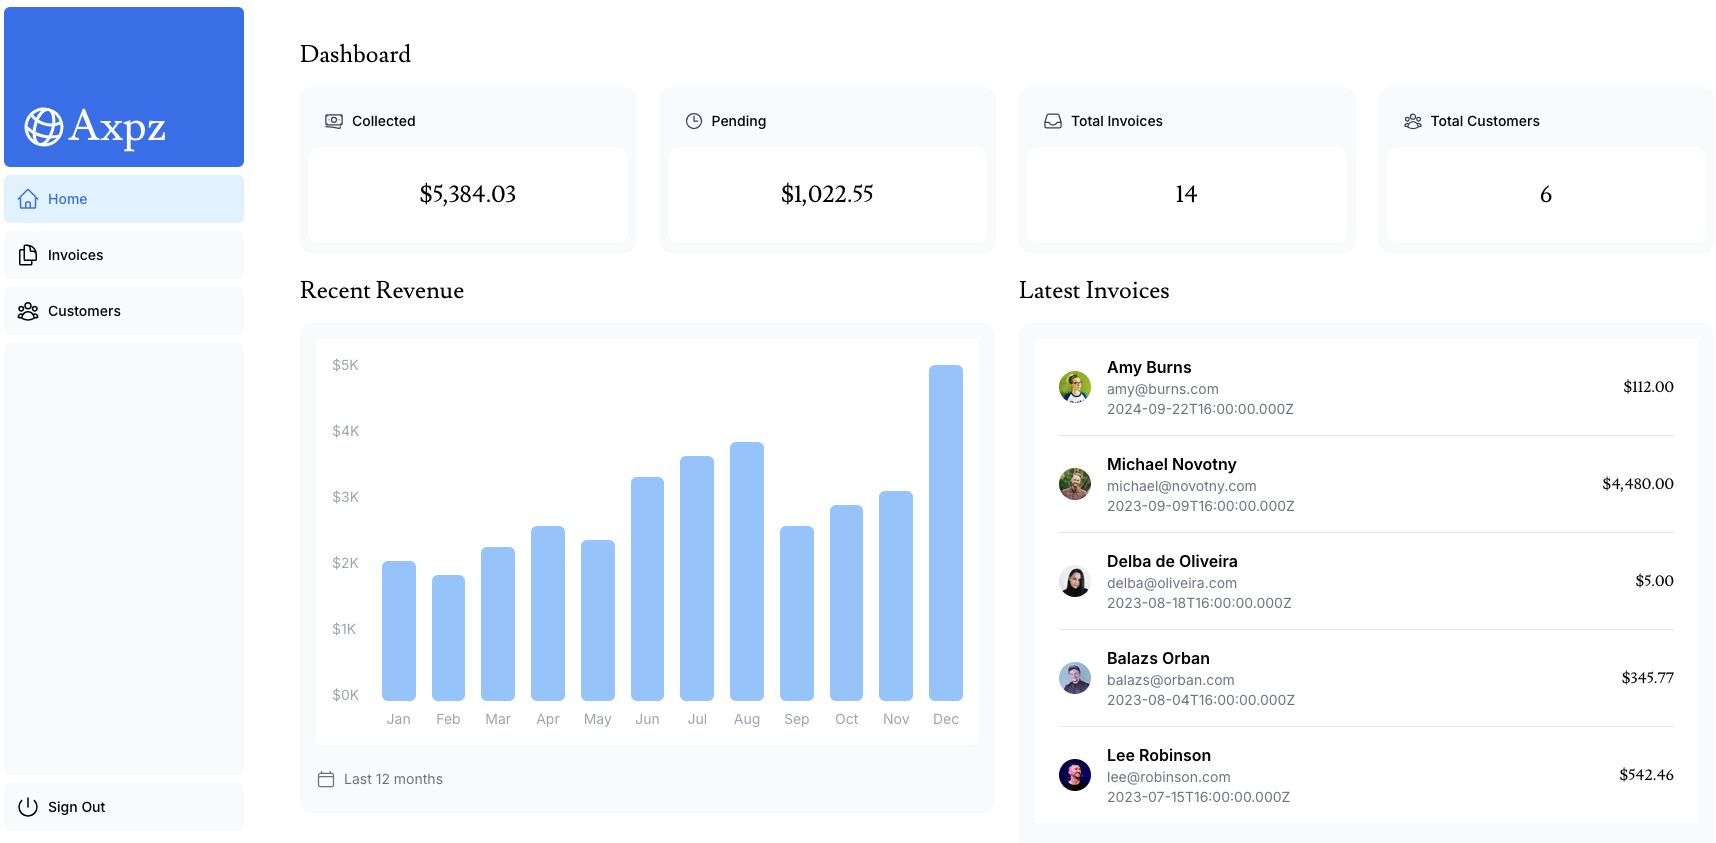 Axpz
Home
Invoices
Customers
Sign Out
Dashboard
Collected
$5,384.03
Pending
$1,022.55
Total Invoices
14
Total Customers
6
Recent Revenue
$5K
$4K
$3K
$2K
$1K
$0K
Jan Feb Mar Apr May Jun Jul Aug Sep Oct Nov Dec
Last 12 months
Latest Invoices
Amy Burns
amy@burns.com
2024-09-22T16:00:00.000Z
$112.00
Michael Novotny
michael@novotny.com
2023-09-09T16:00:00.000Z
$4,480.00
Delba de Oliveira
delba@oliveira.com
2023-08-18T16:00:00.000Z
$5.00
Balazs Orban
balazs@orban.com
2023-08-04T16:00:00.000Z
$345.77
Lee Robinson
lee@robinson.com
2023-07-15T16:00:00.000Z
$542.46